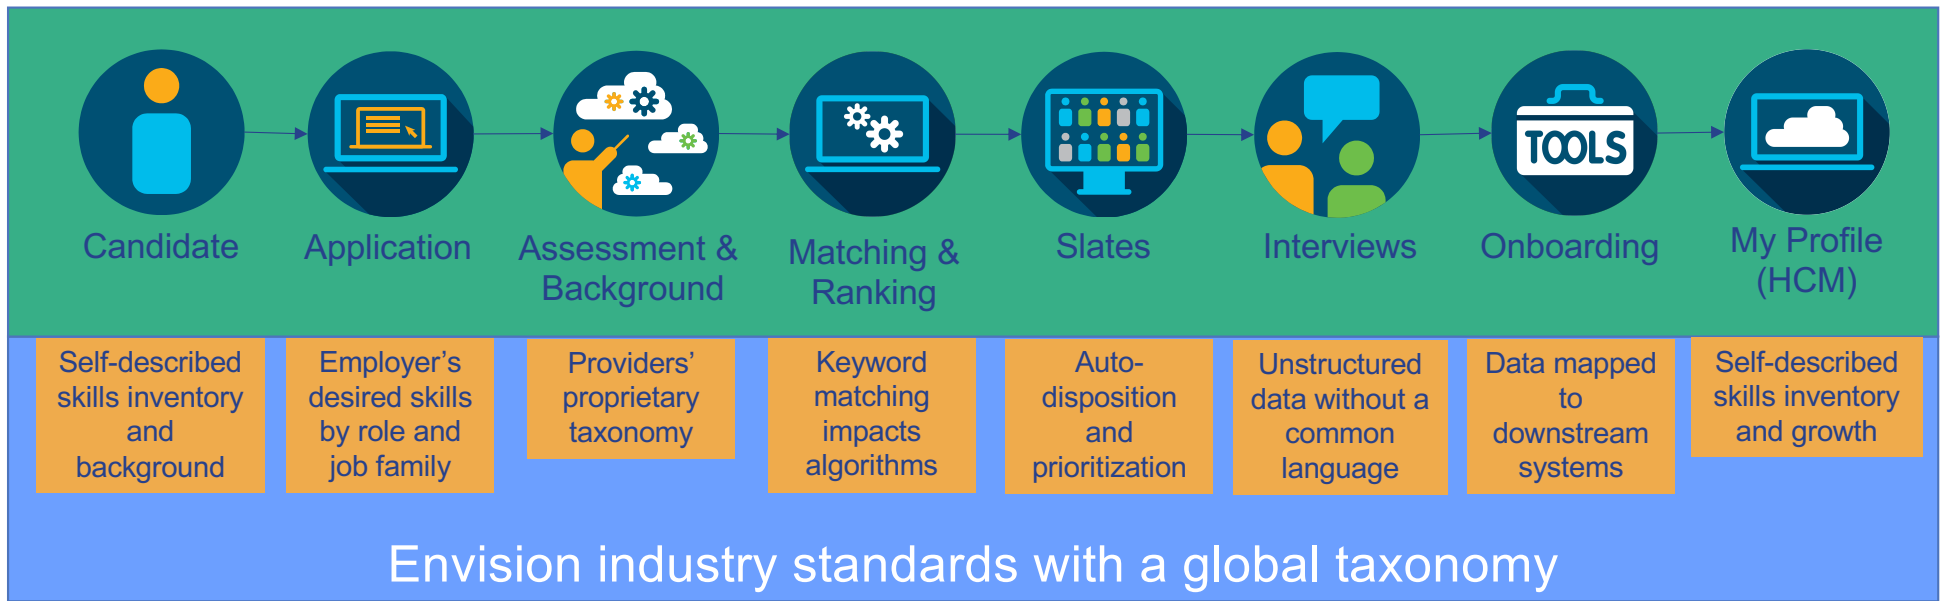 TOOLS
Candidate
Application
Assessment &
Background
Matching &
Ranking
Slates
Interviews
Onboarding
My Profile
(HCM)
Self-described
skills inventory
and
background
Employer’s
desired skills
by role and
job family
Providers’
proprietary
taxonomy
Keyword
matching
impacts
algorithms
Auto-
disposition
and
prioritization
Unstructured
data without a
common
language
Data mapped
to
downstream
systems
Self-described
skills inventory
and growth
Envision industry standards with a global taxonomy